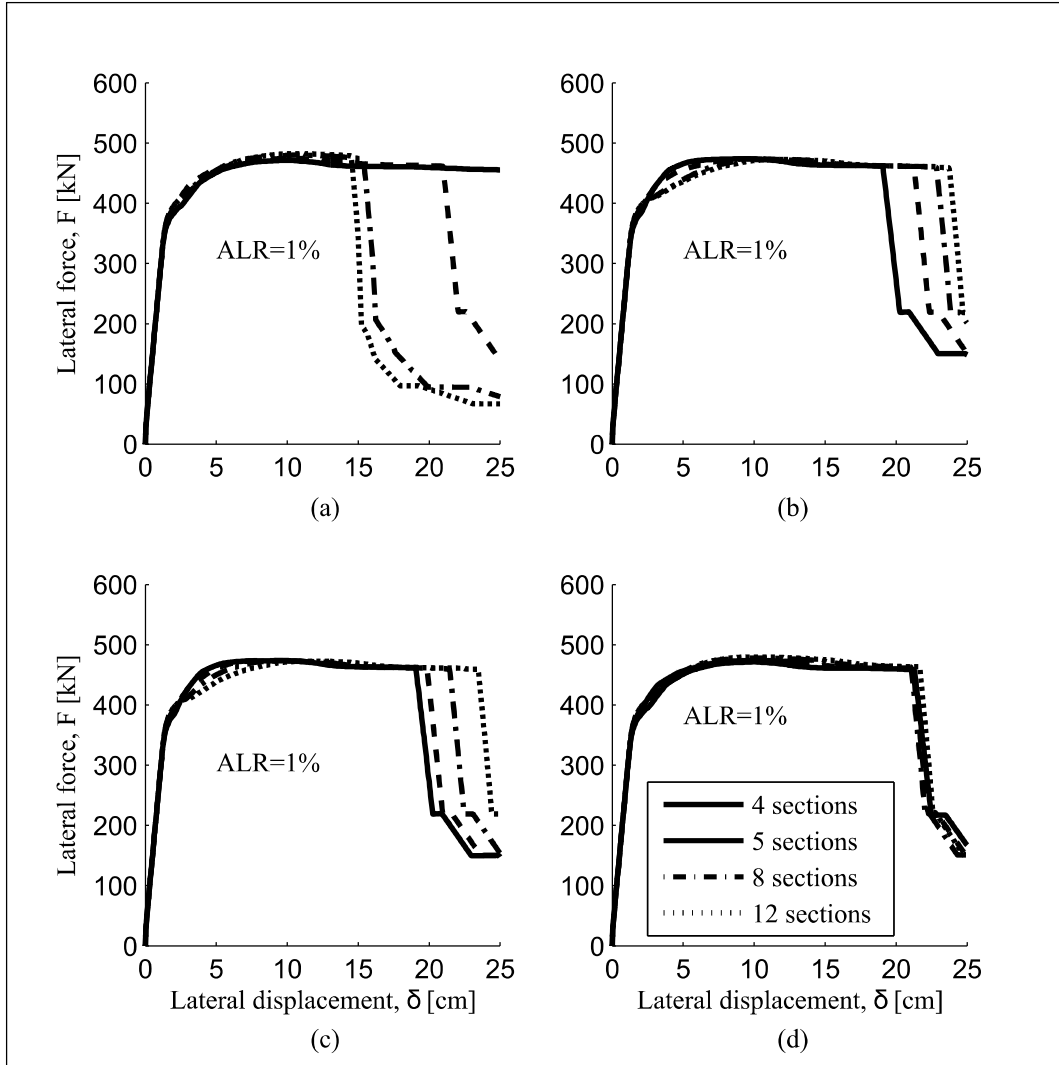 600
500
400
300
200
100
0
Lateral force, F [kN]
ALR=1%
0 5 10 15 20 25
(a)
600
500
400
300
200
100
0
ALR=1%
0 5 10 15 20 25
(b)
600
500
400
300
200
100
0
Lateral force, F [kN]
ALR=1%
0 5 10 15 20 25
Lateral displacement, δ [cm]
(c)
600
500
400
300
200
100
0
ALR=1%
4 sections
5 sections
8 sections
12 sections
0 5 10 15 20 25
Lateral displacement, δ [cm]
(d)